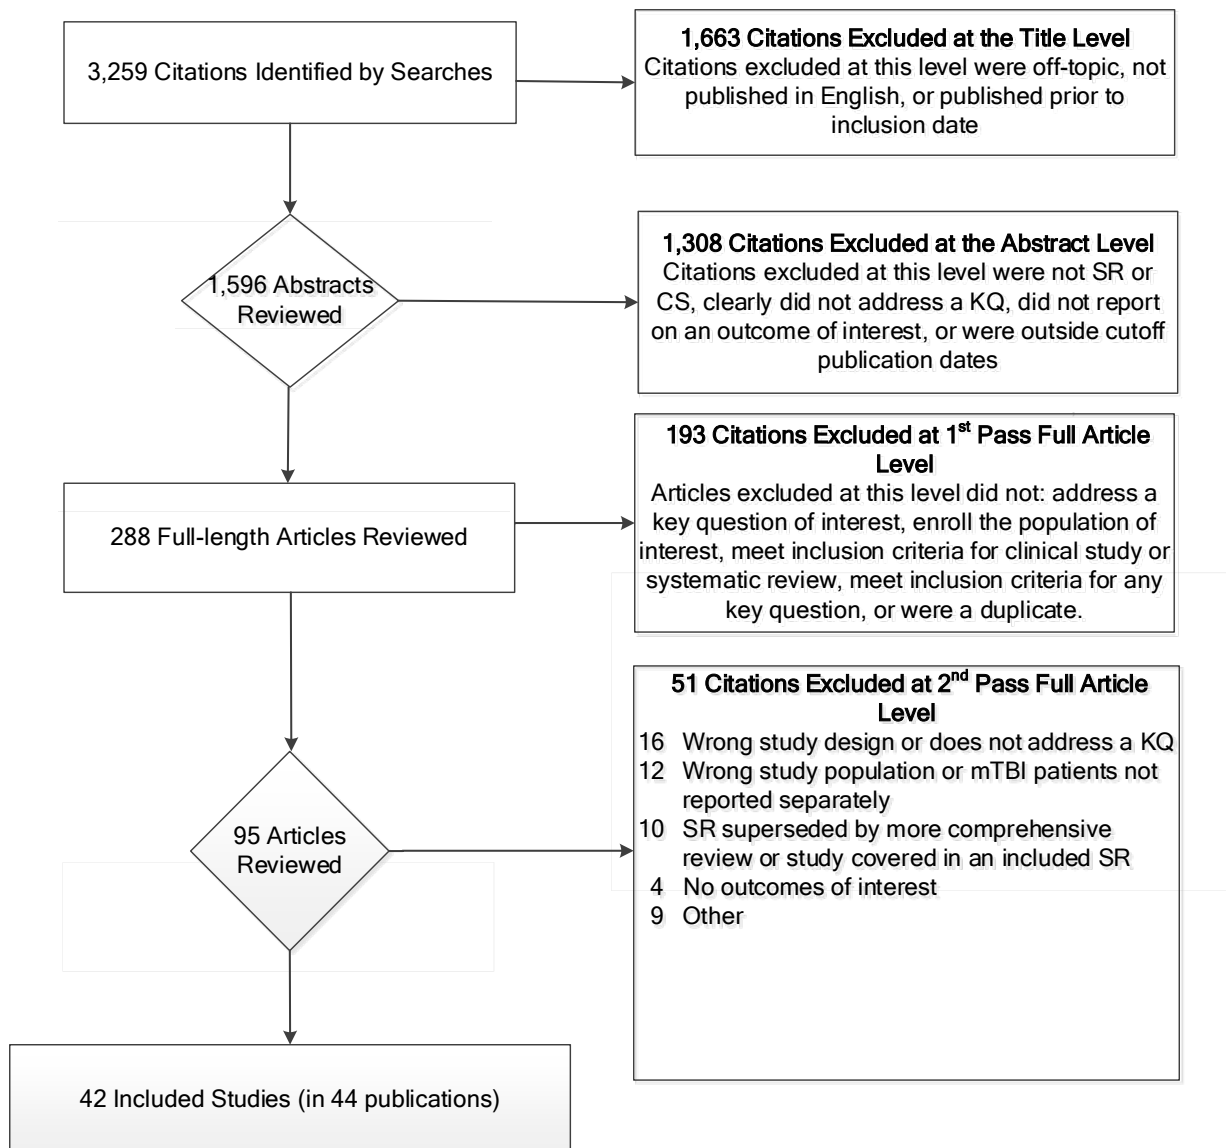 3,259 Citations Identified by Searches
1,663 Citations Excluded at the Title Level
Citations excluded at this level were off-topic, not
published in English, or published prior to
inclusion date
1,596 Abstracts
Reviewed
1,308 Citations Excluded at the Abstract Level
Citations excluded at this level were not SR or
CS, clearly did not address a KQ, did not report
on an outcome of interest, or were outside cutoff
publication dates
288 Full-length Articles Reviewed
193 Citations Excluded at 1st Pass Full Article
Level
Articles excluded at this level did not: address a
key question of interest, enroll the population of
interest, meet inclusion criteria for clinical study or
systematic review, meet inclusion criteria for any
key question, or were a duplicate.
95 Articles
Reviewed
51 Citations Excluded at 2nd Pass Full Article
Level
16 Wrong study design or does not address a KQ
12 Wrong study population or mTBI patients not
reported separately
10 SR superseded by more comprehensive
review or study covered in an included SR
4 No outcomes of interest
9 Other
42 Included Studies (in 44 publications)